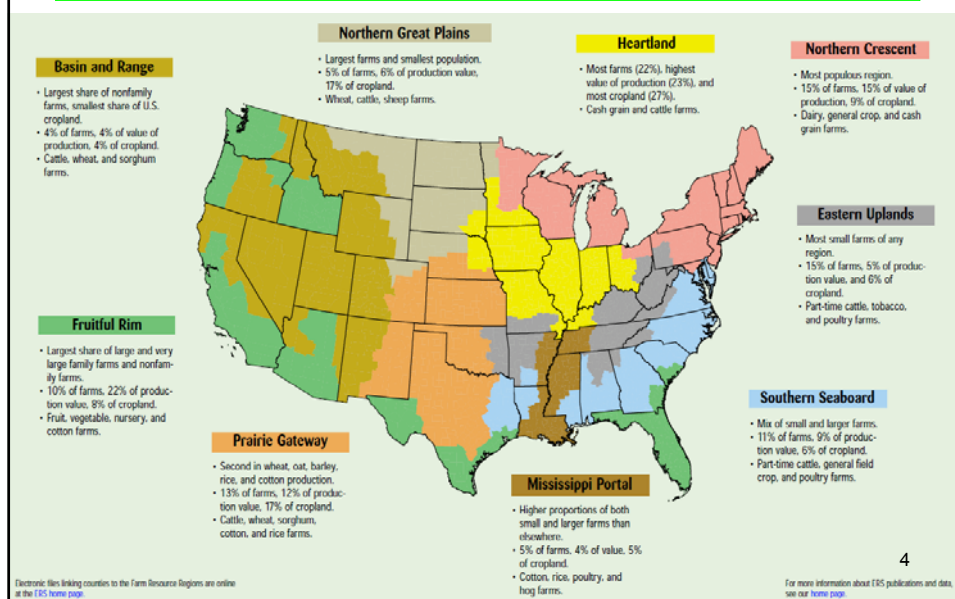 Northern Great Plains
• Largest farms and smallest population.
• 5% of farms, 6% of production value,
17% of cropland.
• Wheat, cattle, sheep farms.
Heartland
• Most farms (22%), highest
value of production (23%), and
most cropland (27%).
• Cash grain and cattle farms.
Northern Crescent
• Most populous region.
• 15% of farms, 15% of value of
production, 9% of cropland.
• Dairy, general crop, and cash
grain farms.
Basin and Range
• Largest share of nonfamily
farms, smallest share of U.S.
cropland.
• 4% of farms, 4% of value of
production, 4% of cropland.
• Cattle, wheat, and sorghum
farms.
Eastern Uplands
• Most small farms of any
region.
• 15% of farms, 5% of produc-
tion value, and 6% of
cropland.
• Part-time cattle, tobacco,
and poultry farms.
Fruitful Rim
• Largest share of large and very
large family farms and nonfam-
ily farms.
• 10% of farms, 22% of produc-
tion value, 8% of cropland.
• Fruit, vegetable, nursery, and
cotton farms.
Southern Seaboard
• Mix of small and larger farms.
• 11% of farms, 9% of produc-
tion value, 6% of cropland.
• Part-time cattle, general field
crop, and poultry farms.
Prairie Gateway
• Second in wheat, oat, barley,
rice, and cotton production.
• 13% of farms, 12% of produc-
tion value, 17% of cropland.
• Cattle, wheat, sorghum,
cotton, and rice farms.
Mississippi Portal
• Higher proportions of both
small and larger farms than
elsewhere.
• 5% of farms, 4% of value, 5%
of cropland.
• Cotton, rice, poultry, and
hog farms.
4
Electronic files linking counties to the Farm Resource Regions are online
at the ERS home page.
For more information about ERS publications and data,
see our home page.